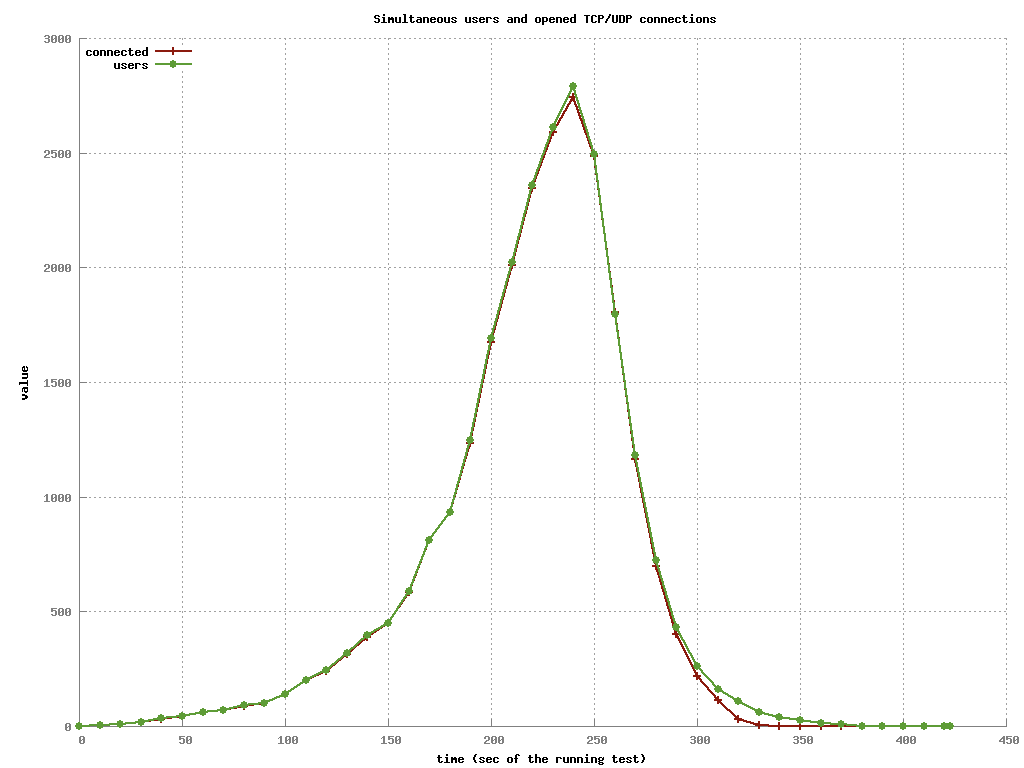 Simultaneous users and opened TCP/UDP connections
connected
users
3000
2500
2000
1500
1000
500
0
value
0 50 100 150 200 250 300 350 400 450
time (sec of the running test)